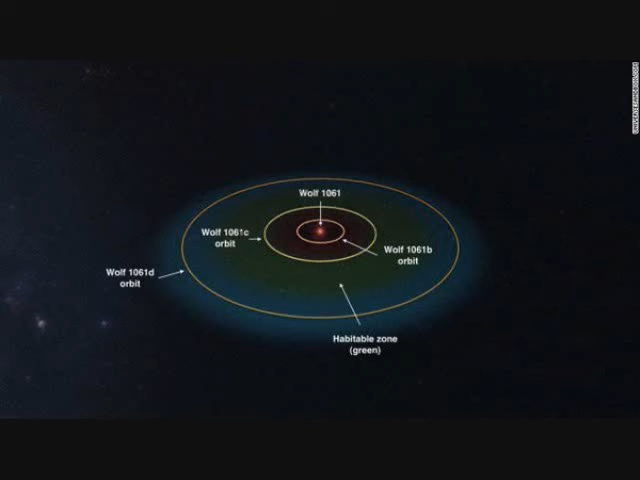 Wolf 1061
Wolf 1061c
orbit
Wolf 1061b
orbit
Wolf 1061d
orbit
Habitable zone
(green)